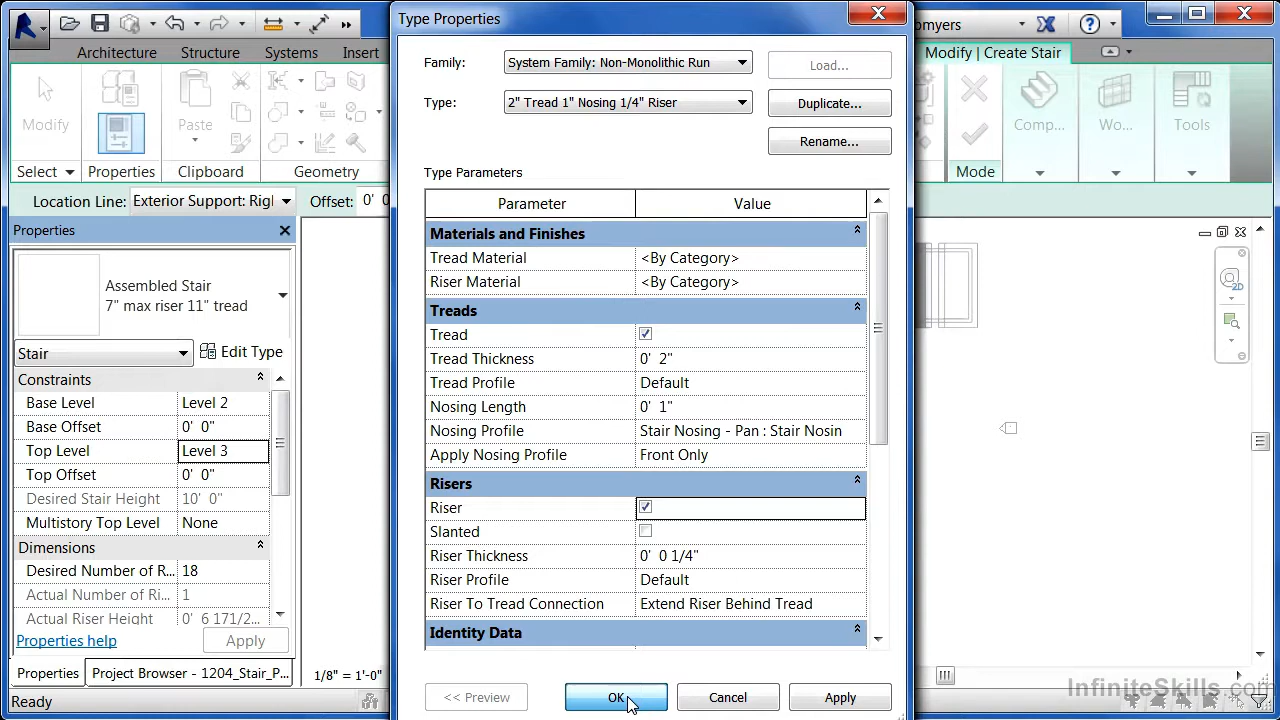 Type Properties
omyers
Architecture Structure Systems Insert
Modify | Create Stair
Modify
Paste
Comp... Wo... Tools
Select Properties Clipboard Geometry
Mode
Location Line: Exterior Support: Rigl Offset: 0' 0
Family: System Family: Non-Monolithic Run Load...
Type: 2" Tread 1" Nosing 1/4" Riser Duplicate...
Rename...
Type Parameters
Parameter Value
Materials and Finishes
Tread Material <By Category>
Riser Material <By Category>
Treads
Tread
Tread Thickness 0' 2"
Tread Profile Default
Nosing Length 0' 1"
Nosing Profile Stair Nosing - Pan : Stair Nosin
Apply Nosing Profile Front Only
Risers
Riser
Slanted
Riser Thickness 0' 0 1/4"
Riser Profile Default
Riser To Tread Connection Extend Riser Behind Tread
Identity Data
<< Preview OK Cancel Apply
Properties
Assembled Stair
7" max riser 11" tread
Stair Edit Type
Constraints
Base Level Level 2
Base Offset 0' 0"
Top Level Level 3
Top Offset 0' 0"
Desired Stair Height 10' 0"
Multistory Top Level None
Dimensions
Desired Number of R... 18
Actual Number of Ri... 1
Actual Riser Height 0' 6 171/2...
Properties help Apply
Properties Project Browser - 1204_Stair_P...
1/8" = 1'-0"
Ready
2D
InfiniteSkills.com